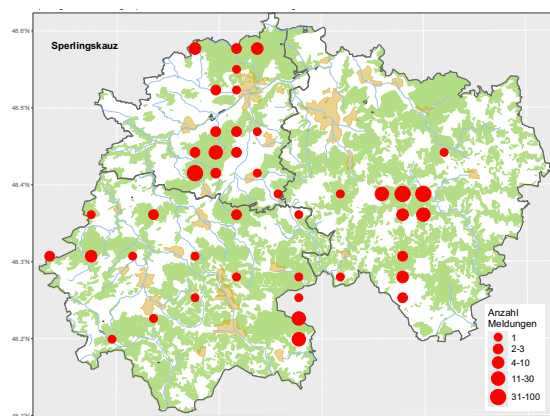 Sperlingskauz
48.6°N
48.5°N
48.4°N
48.3°N
48.2°N
Anzahl
Meldungen
1
2-3
4-10
11-30
31-100